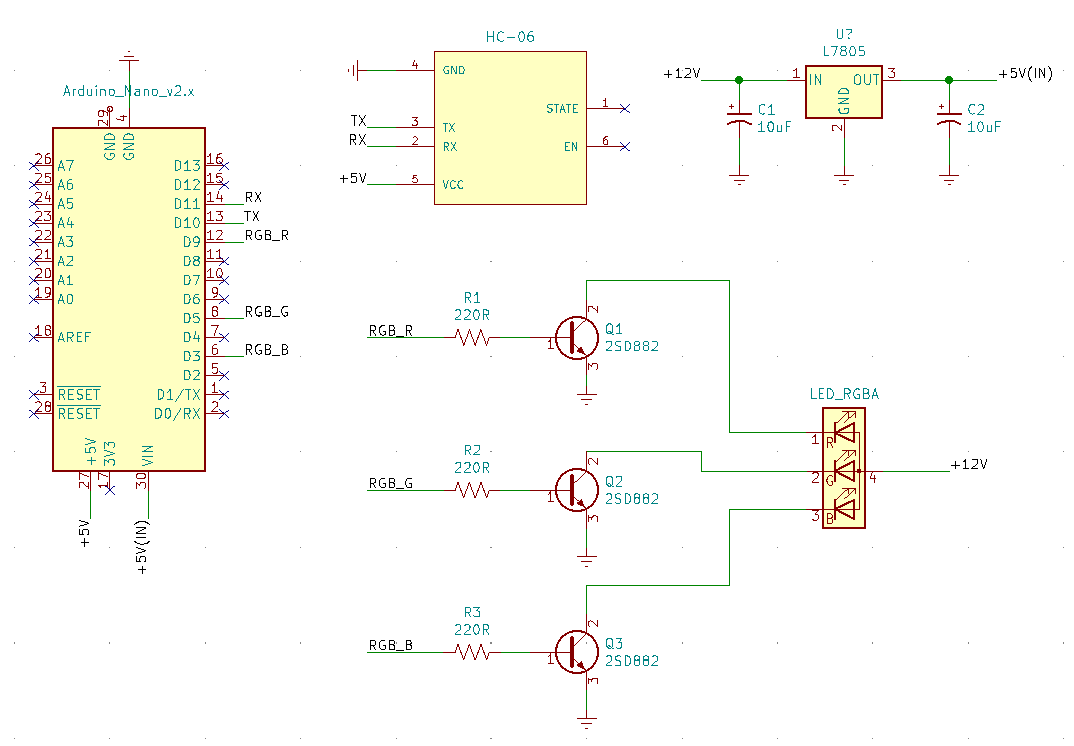 Arduino_Nano_v2.x
29
4
GND
GND
26 A7
25 A6
24 A5
23 A4
22 A3
21 A2
20 A1
19 A0
18 AREF
3 RESET
28 RESET
D13 16
D12 15
D11 14 RX
D10 13 TX
D9 12 RGB_R
D8 11
D7 10
D6 9
D5 8 RGB_G
D4 7
D3 6 RGB_B
D2 5
D1/TX 1
D0/RX 2
+5V
3V3
VIN
27
17
30
+5V
+5V(IN)
HC-06
4 GND
TX 3 TX
RX 2 RX
+5V 5 VCC
STATE 1
EN 6
U?
L7805
+12V
1 IN
OUT 3
+5V(IN)
GND
2
+
C1
10uF
+
C2
10uF
R1
220R
RGB_R
1
2
3
Q1
2SD882
R2
220R
RGB_G
1
2
3
Q2
2SD882
R3
220R
RGB_B
1
2
3
Q3
2SD882
LED_RGBA
1 R
2 G
3 B
4
+12V